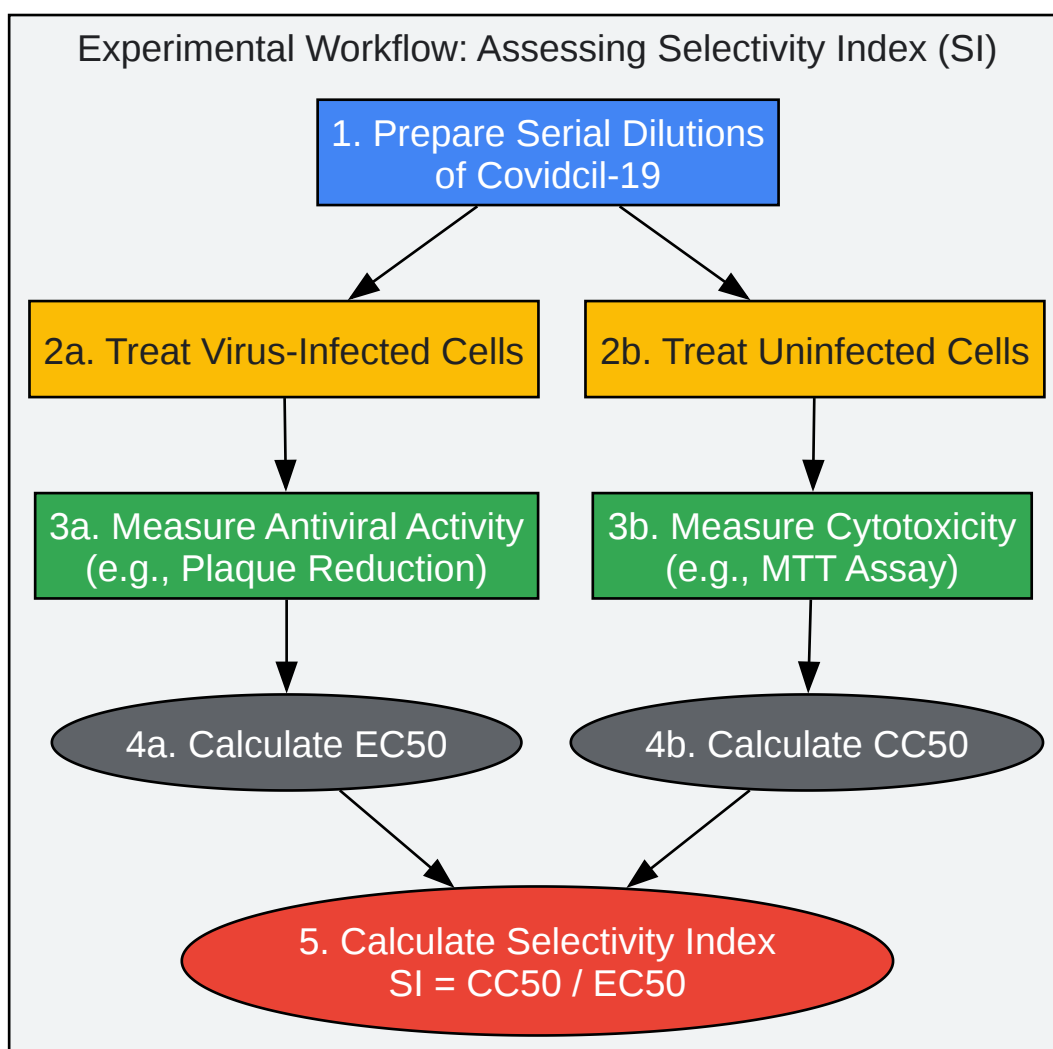 Experimental Workflow: Assessing Selectivity Index (SI)
1. Prepare Serial Dilutions
of Covidcil-19
2a. Treat Virus-Infected Cells
2b. Treat Uninfected Cells
3a. Measure Antiviral Activity
(e.g., Plaque Reduction)
3b. Measure Cytotoxicity
(e.g., MTT Assay)
4a. Calculate EC50
4b. Calculate CC50
5. Calculate Selectivity Index
SI = CC50 / EC50